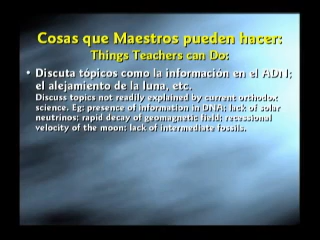 Cosas que Maestros pueden hacer:
Things Teachers can Do:
• Discuta tópicos como la información en el ADN;
el alejamiento de la luna, etc.
Discuss topics not readily explained by current orthodox
science. Eg: presence of information in DNA; lack of solar
neutrinos; rapid decay of geomagnetic field; recessional
velocity of the moon; lack of intermediate fossils.